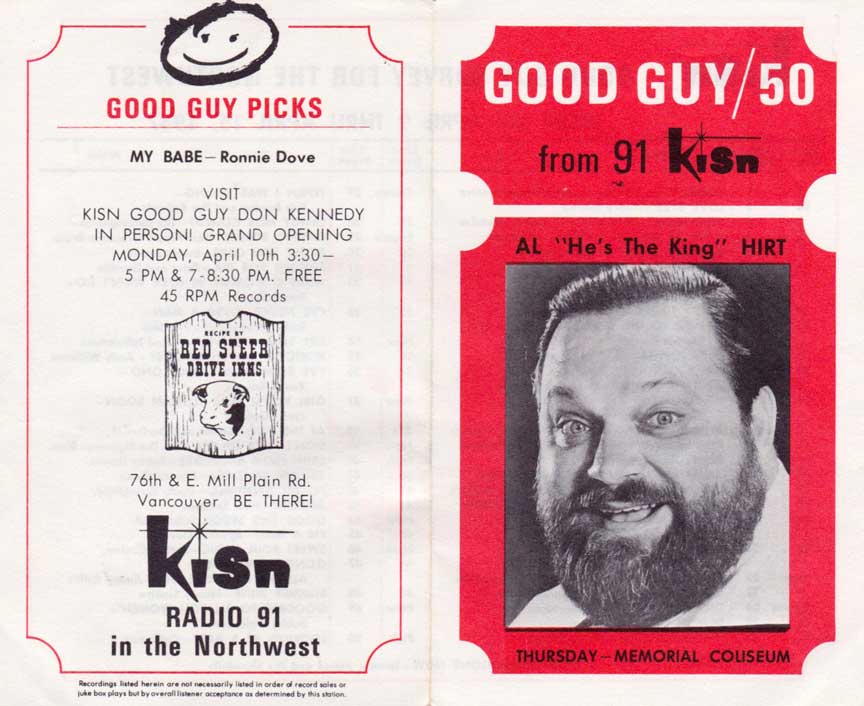 GOOD GUY PICKS
MY BABE – Ronnie Dove
VISIT
KISN GOOD GUY DON KENNEDY
IN PERSON! GRAND OPENING
MONDAY, April 10th 3:30 –
5 PM & 7-8:30 PM. FREE
45 RPM Records
RECIPE BY
RED STEER
DRIVE INNS
76th & E. Mill Plain Rd.
Vancouver BE THERE!
kisn
RADIO 91
in the Northwest
Recordings listed herein are not necessarily listed in order of record sales or
juke box plays but by overall listener acceptance as determined by this station.
GOOD GUY/50
from 91 kisn
AL "He's The King" HIRT
THURSDAY – MEMORIAL COLISEUM